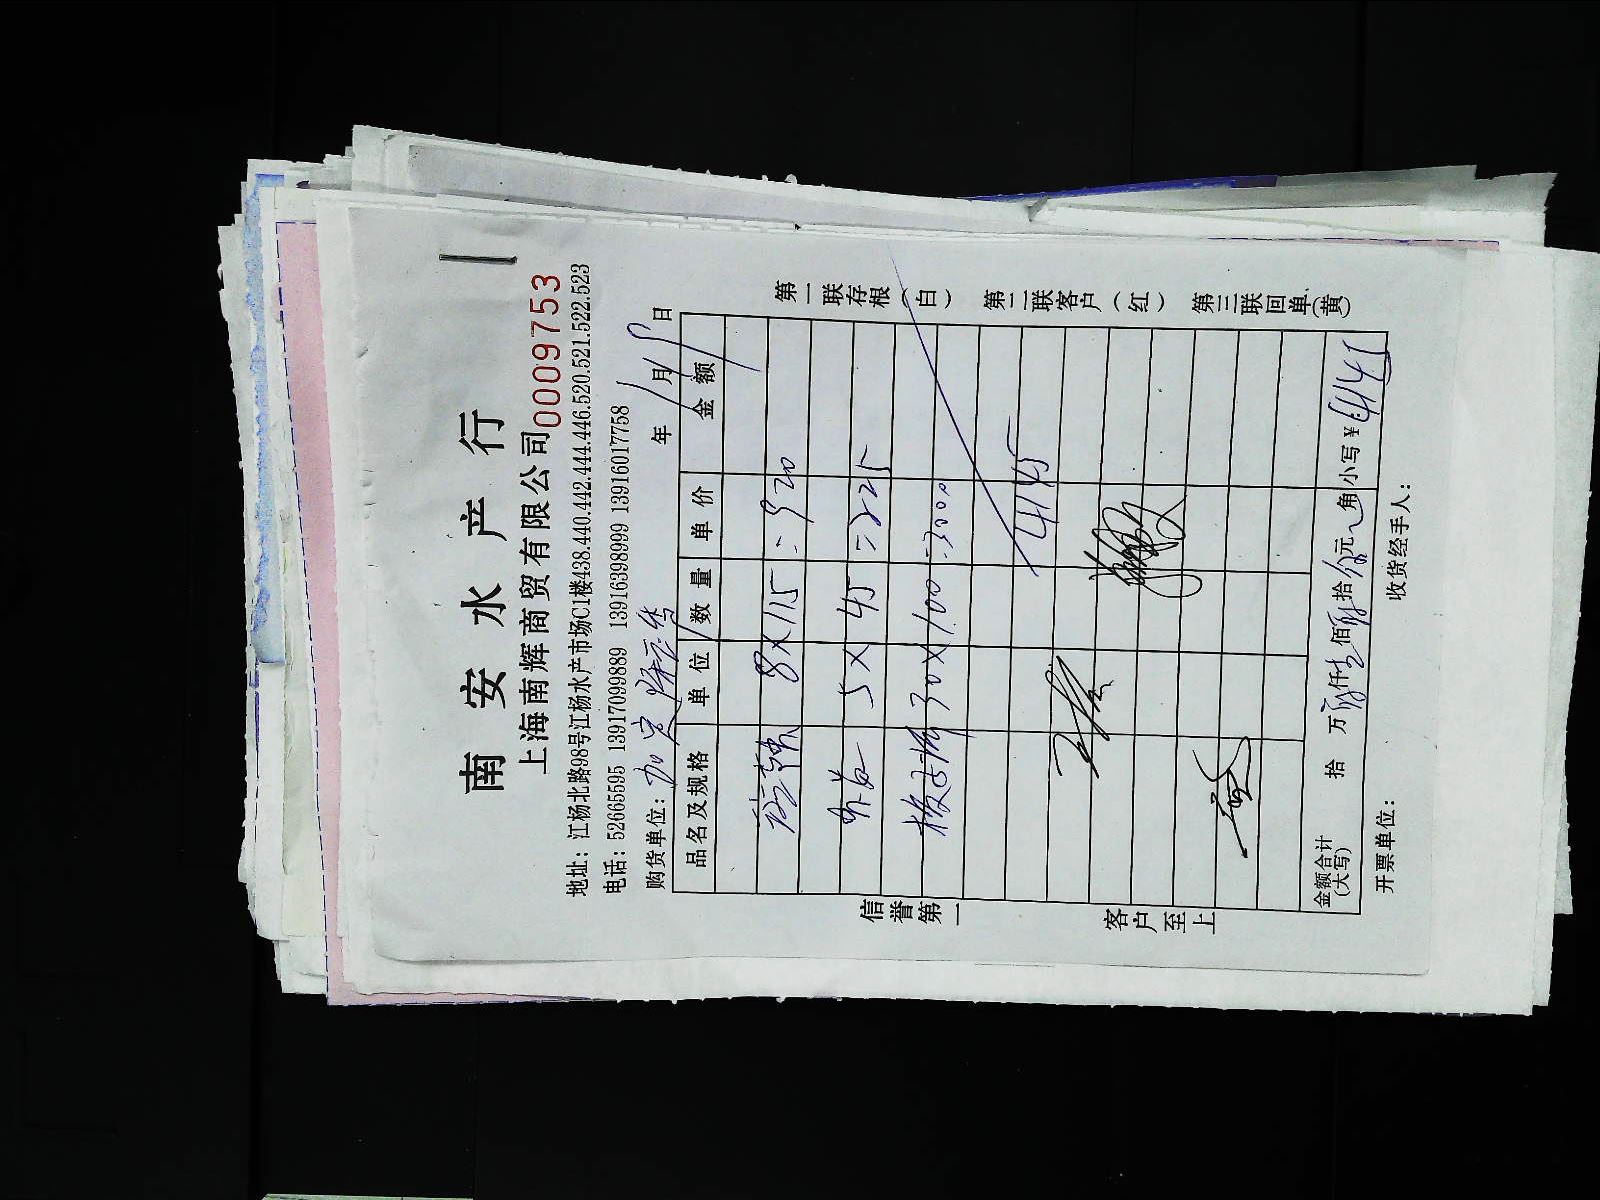 南安水产行
上海南辉商贸有限公司 0009753
地址：江杨北路98号江杨水产市场C1楼438.440.442.444.446.520.521.522.523
电话：52665595 13917099889 13916398999 13916017758
购货单位： 年 1 月 19 日
品名及规格 单位 数量 单价 金额
8×115 = 920
5×45 = 225
30×100 = 3000
4145
金额合计(大写) 拾 万 仟 佰 拾 元 角 小写¥ 4145
开票单位： 收货经手人：
信誉第一
客户至上
第一联存根(白)
第二联客户(红)
第三联回单(黄)